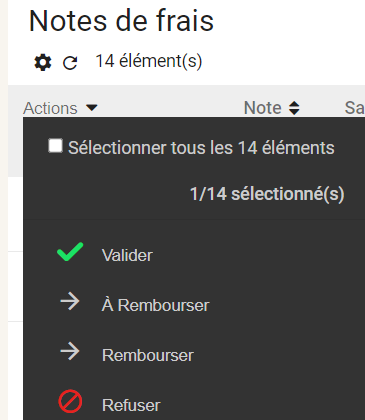 Notes de frais
14 élément(s)
Actions Note Sa
Sélectionner tous les 14 éléments
1/14 sélectionné(s)
Valider
À Rembourser
Rembourser
Refuser